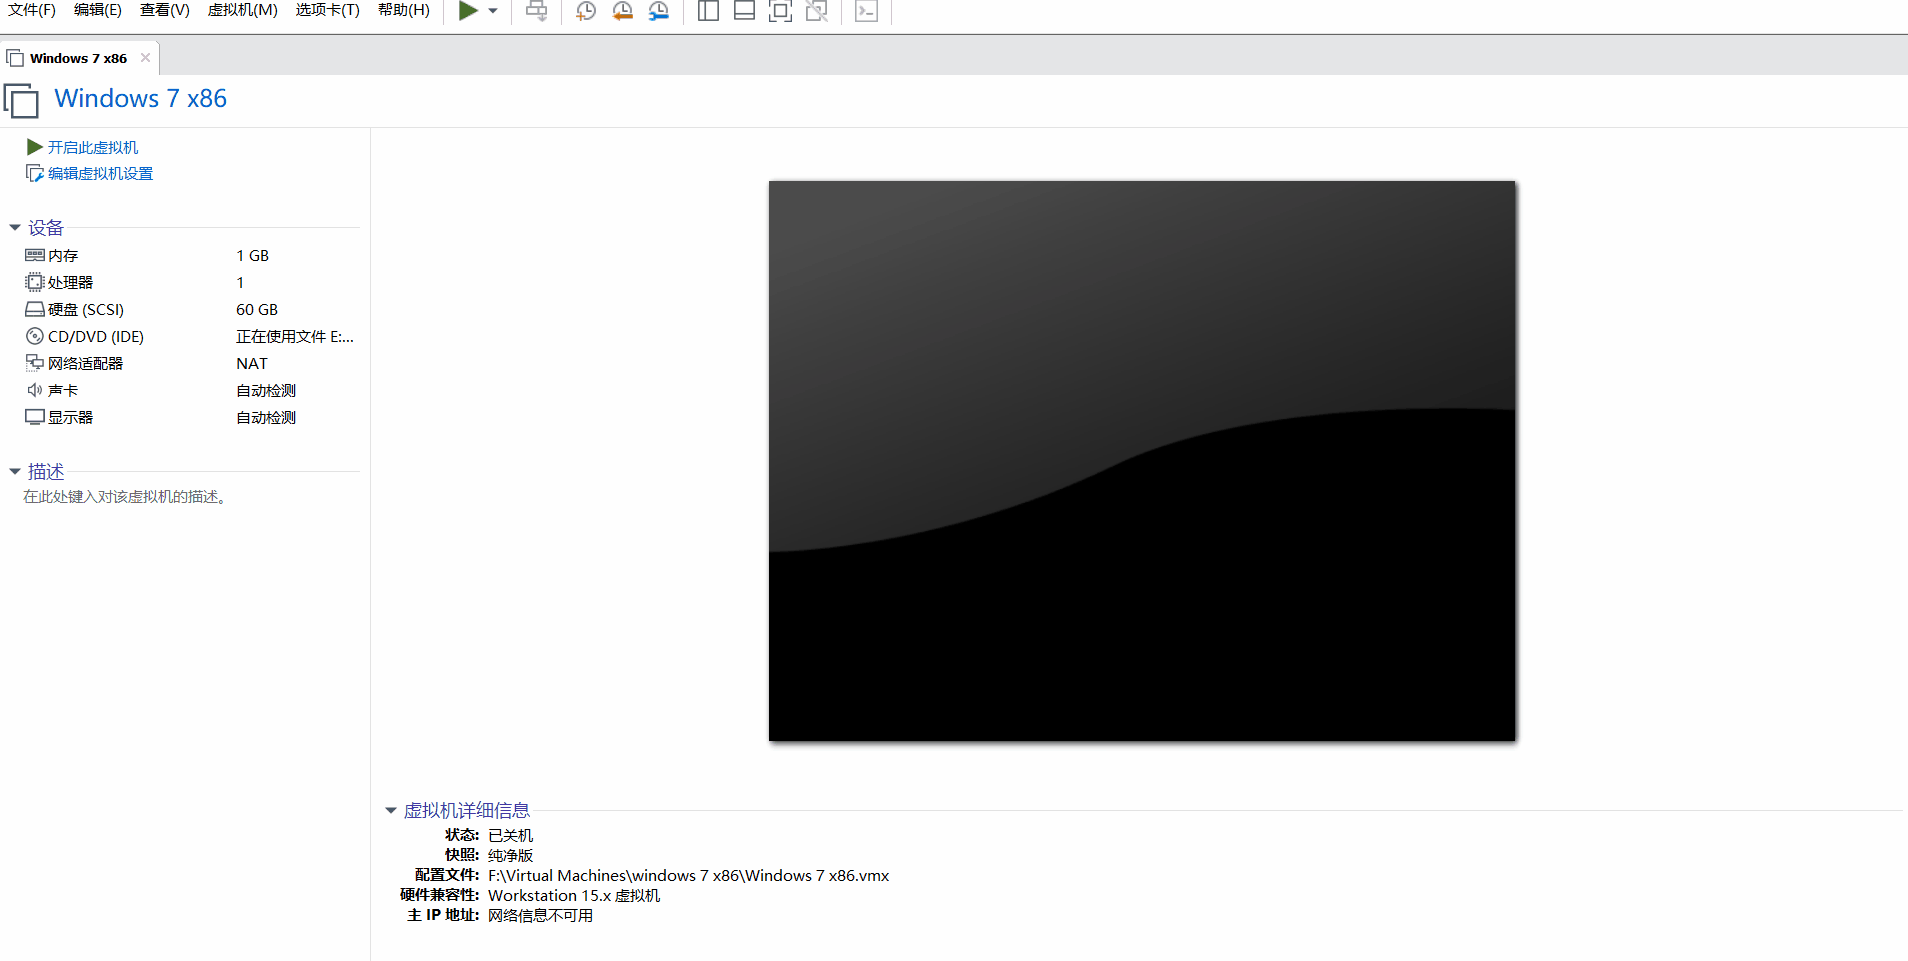 文件(F) 编辑(E) 查看(V) 虚拟机(M) 选项卡(T) 帮助(H)
Windows 7 x86
Windows 7 x86
开启此虚拟机
编辑虚拟机设置
设备
内存 1 GB
处理器 1
硬盘 (SCSI) 60 GB
CD/DVD (IDE) 正在使用文件 E:...
网络适配器 NAT
声卡 自动检测
显示器 自动检测
描述
在此处键入对该虚拟机的描述。
虚拟机详细信息
状态: 已关机
快照: 纯净版
配置文件: F:\Virtual Machines\windows 7 x86\Windows 7 x86.vmx
硬件兼容性: Workstation 15.x 虚拟机
主 IP 地址: 网络信息不可用